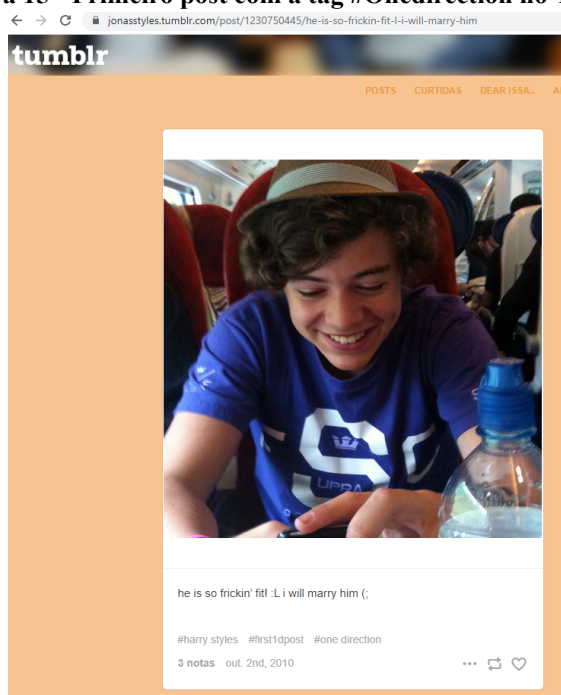 a 15 - Primeiro post com a tag #Onedirection no
jonasstyles.tumblr.com/post/1230750445/he-is-so-frickin-fit-l-i-will-marry-him
tumblr
POSTS CURTIDAS DEAR ISSA..
UPRA
he is so frickin' fit! :L i will marry him (;
#harry styles #first1dpost #one direction
3 notas out. 2nd, 2010